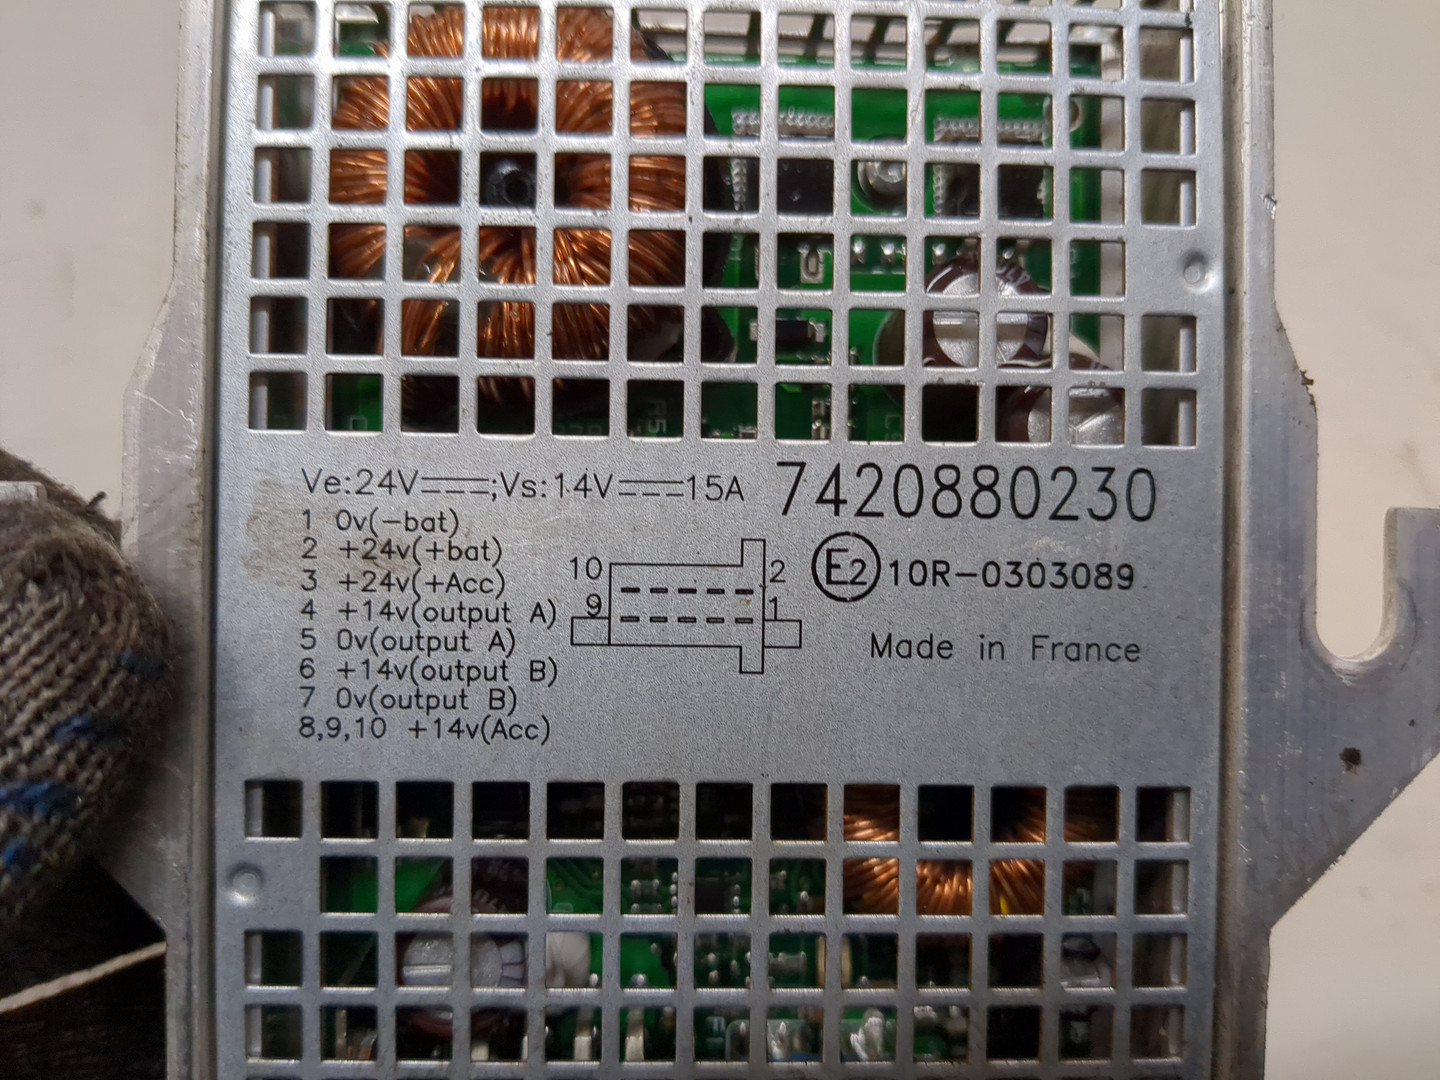 Ve:24V⎓;Vs:14V⎓15A 7420880230
1 0v(-bat)
2 +24v(+bat)
3 +24v(+Acc)
4 +14v(output A)
5 0v(output A)
6 +14v(output B)
7 0v(output B)
8,9,10 +14v(Acc)
10 2
9 1
E2 10R-0303089
Made in France